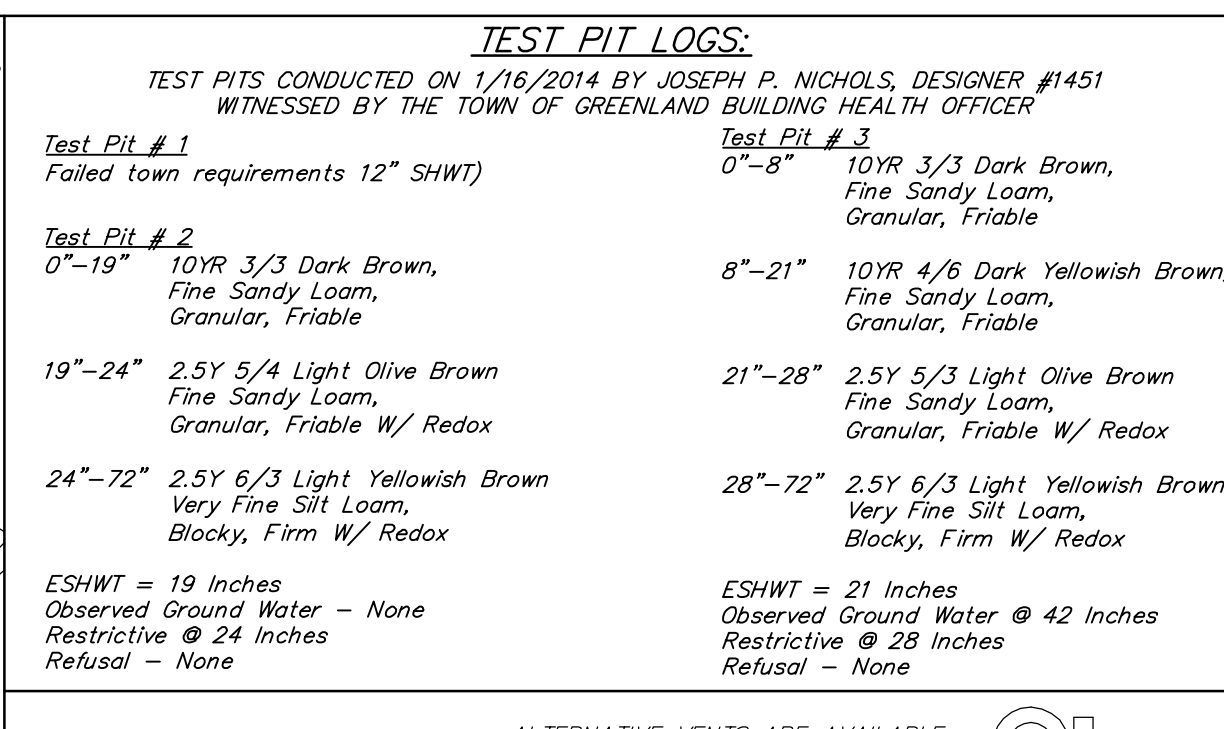 TEST PIT LOGS:
TEST PITS CONDUCTED ON 1/16/2014 BY JOSEPH P. NICHOLS, DESIGNER #1451
WITNESSED BY THE TOWN OF GREENLAND BUILDING HEALTH OFFICER
Test Pit # 1
Failed town requirements 12" SHWT)
Test Pit # 2
0"–19" 10YR 3/3 Dark Brown,
Fine Sandy Loam,
Granular, Friable
19"–24" 2.5Y 5/4 Light Olive Brown
Fine Sandy Loam,
Granular, Friable W/ Redox
24"–72" 2.5Y 6/3 Light Yellowish Brown
Very Fine Silt Loam,
Blocky, Firm W/ Redox
ESHWT = 19 Inches
Observed Ground Water – None
Restrictive @ 24 Inches
Refusal – None
Test Pit # 3
0"–8" 10YR 3/3 Dark Brown,
Fine Sandy Loam,
Granular, Friable
8"–21" 10YR 4/6 Dark Yellowish Brown,
Fine Sandy Loam,
Granular, Friable
21"–28" 2.5Y 5/3 Light Olive Brown
Fine Sandy Loam,
Granular, Friable W/ Redox
28"–72" 2.5Y 6/3 Light Yellowish Brown
Very Fine Silt Loam,
Blocky, Firm W/ Redox
ESHWT = 21 Inches
Observed Ground Water @ 42 Inches
Restrictive @ 28 Inches
Refusal – None
ALTERNATIVE VENTS ARE AVAILABLE